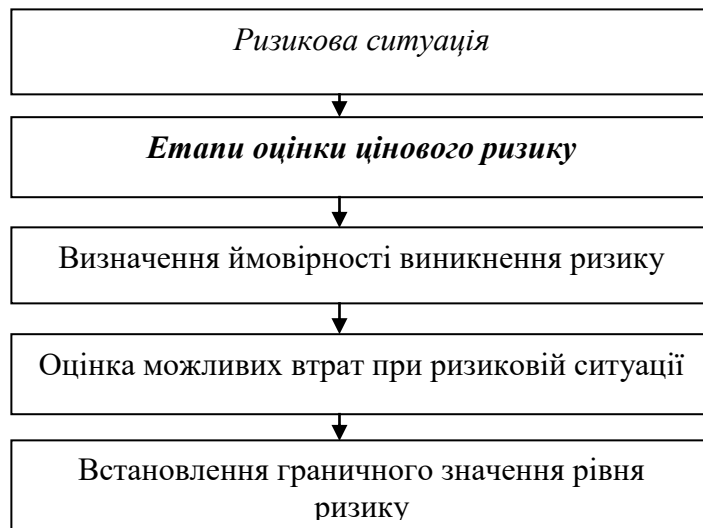 Ризикова ситуація
Етапи оцінки цінового ризику
Визначення ймовірності виникнення ризику
Оцінка можливих втрат при ризиковій ситуації
Встановлення граничного значення рівня
ризику